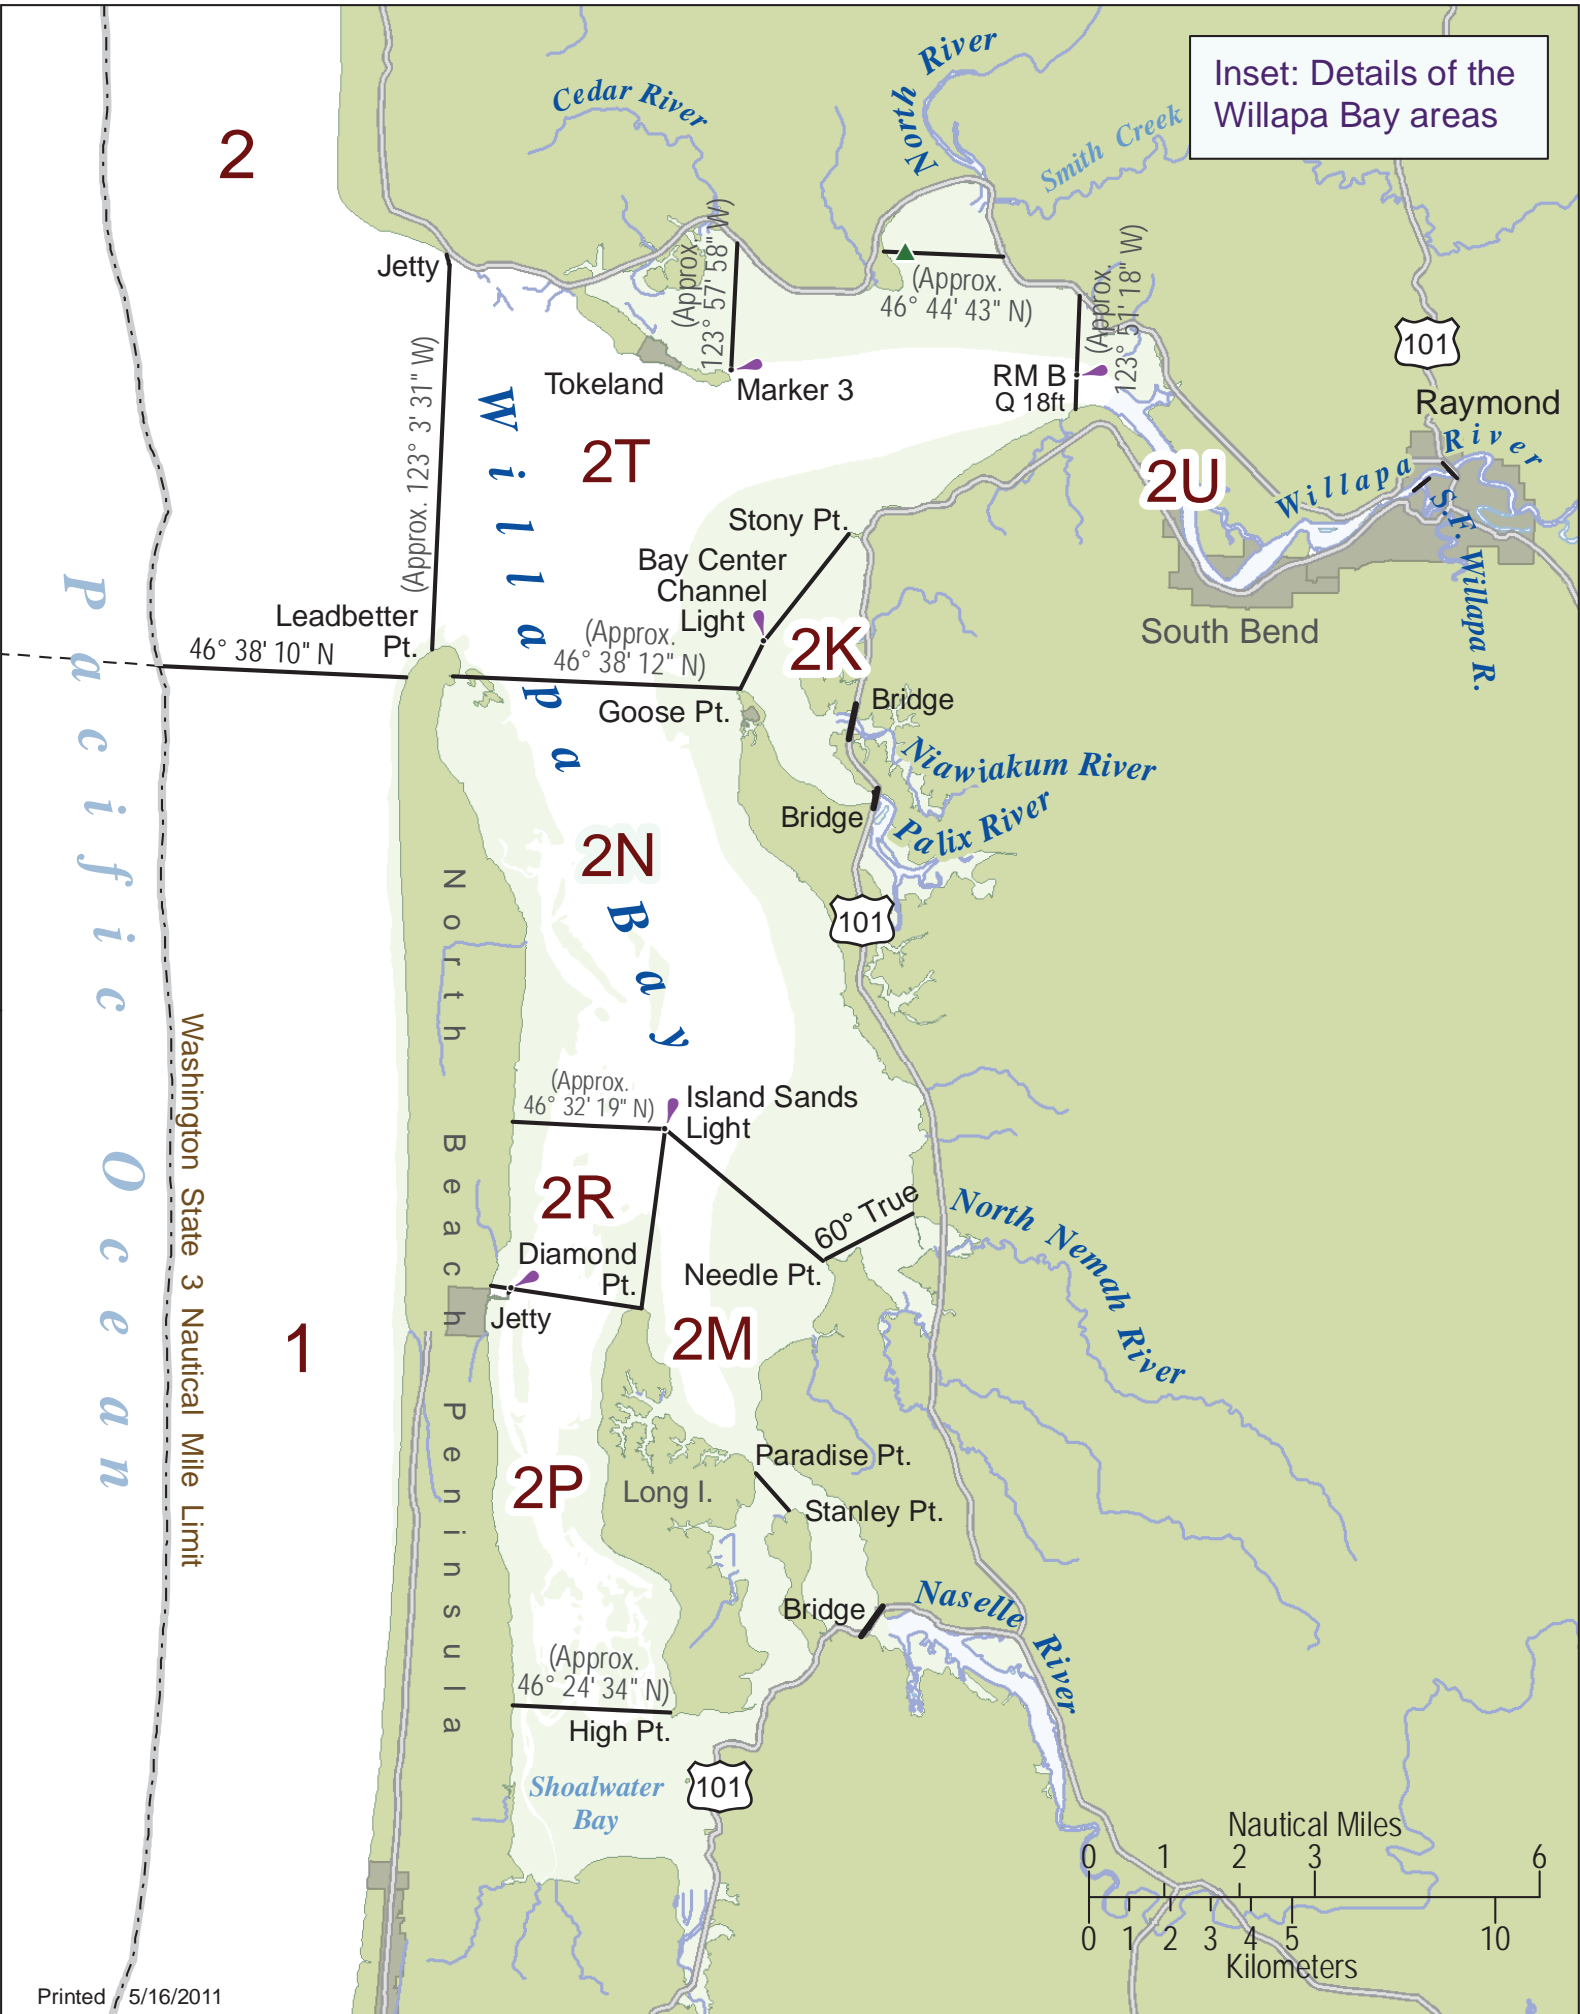 Inset: Details of the
Willapa Bay areas
North River
Cedar River
Smith Creek
2
Jetty
(Approx.
123° 57' 58" W)
(Approx.
46° 44' 43" N)
(Approx.
123° 51' 18" W)
101
Tokeland
Marker 3
RM B
Q 18ft
Raymond
(Approx. 123° 3' 31" W)
Willapa Bay
2T
2U
Willapa River
S.F. Willapa R.
Stony Pt.
Bay Center
Channel
Light
South Bend
Leadbetter
Pt.
46° 38' 10" N
(Approx.
46° 38' 12" N)
2K
Goose Pt.
Bridge
Niawiakum River
Bridge
Palix River
Pacific Ocean
2N
101
North Beach Peninsula
Washington State 3 Nautical Mile Limit
(Approx.
46° 32' 19" N)
Island Sands
Light
2R
60° True
North Nemah River
Diamond
Pt.
Needle Pt.
Jetty
1
2M
Paradise Pt.
2P
Long I.
Stanley Pt.
Bridge
Naselle River
(Approx.
46° 24' 34" N)
High Pt.
Shoalwater
Bay
101
Nautical Miles
0 1 2 3 6
0 1 2 3 4 5 10
Kilometers
Printed 5/16/2011